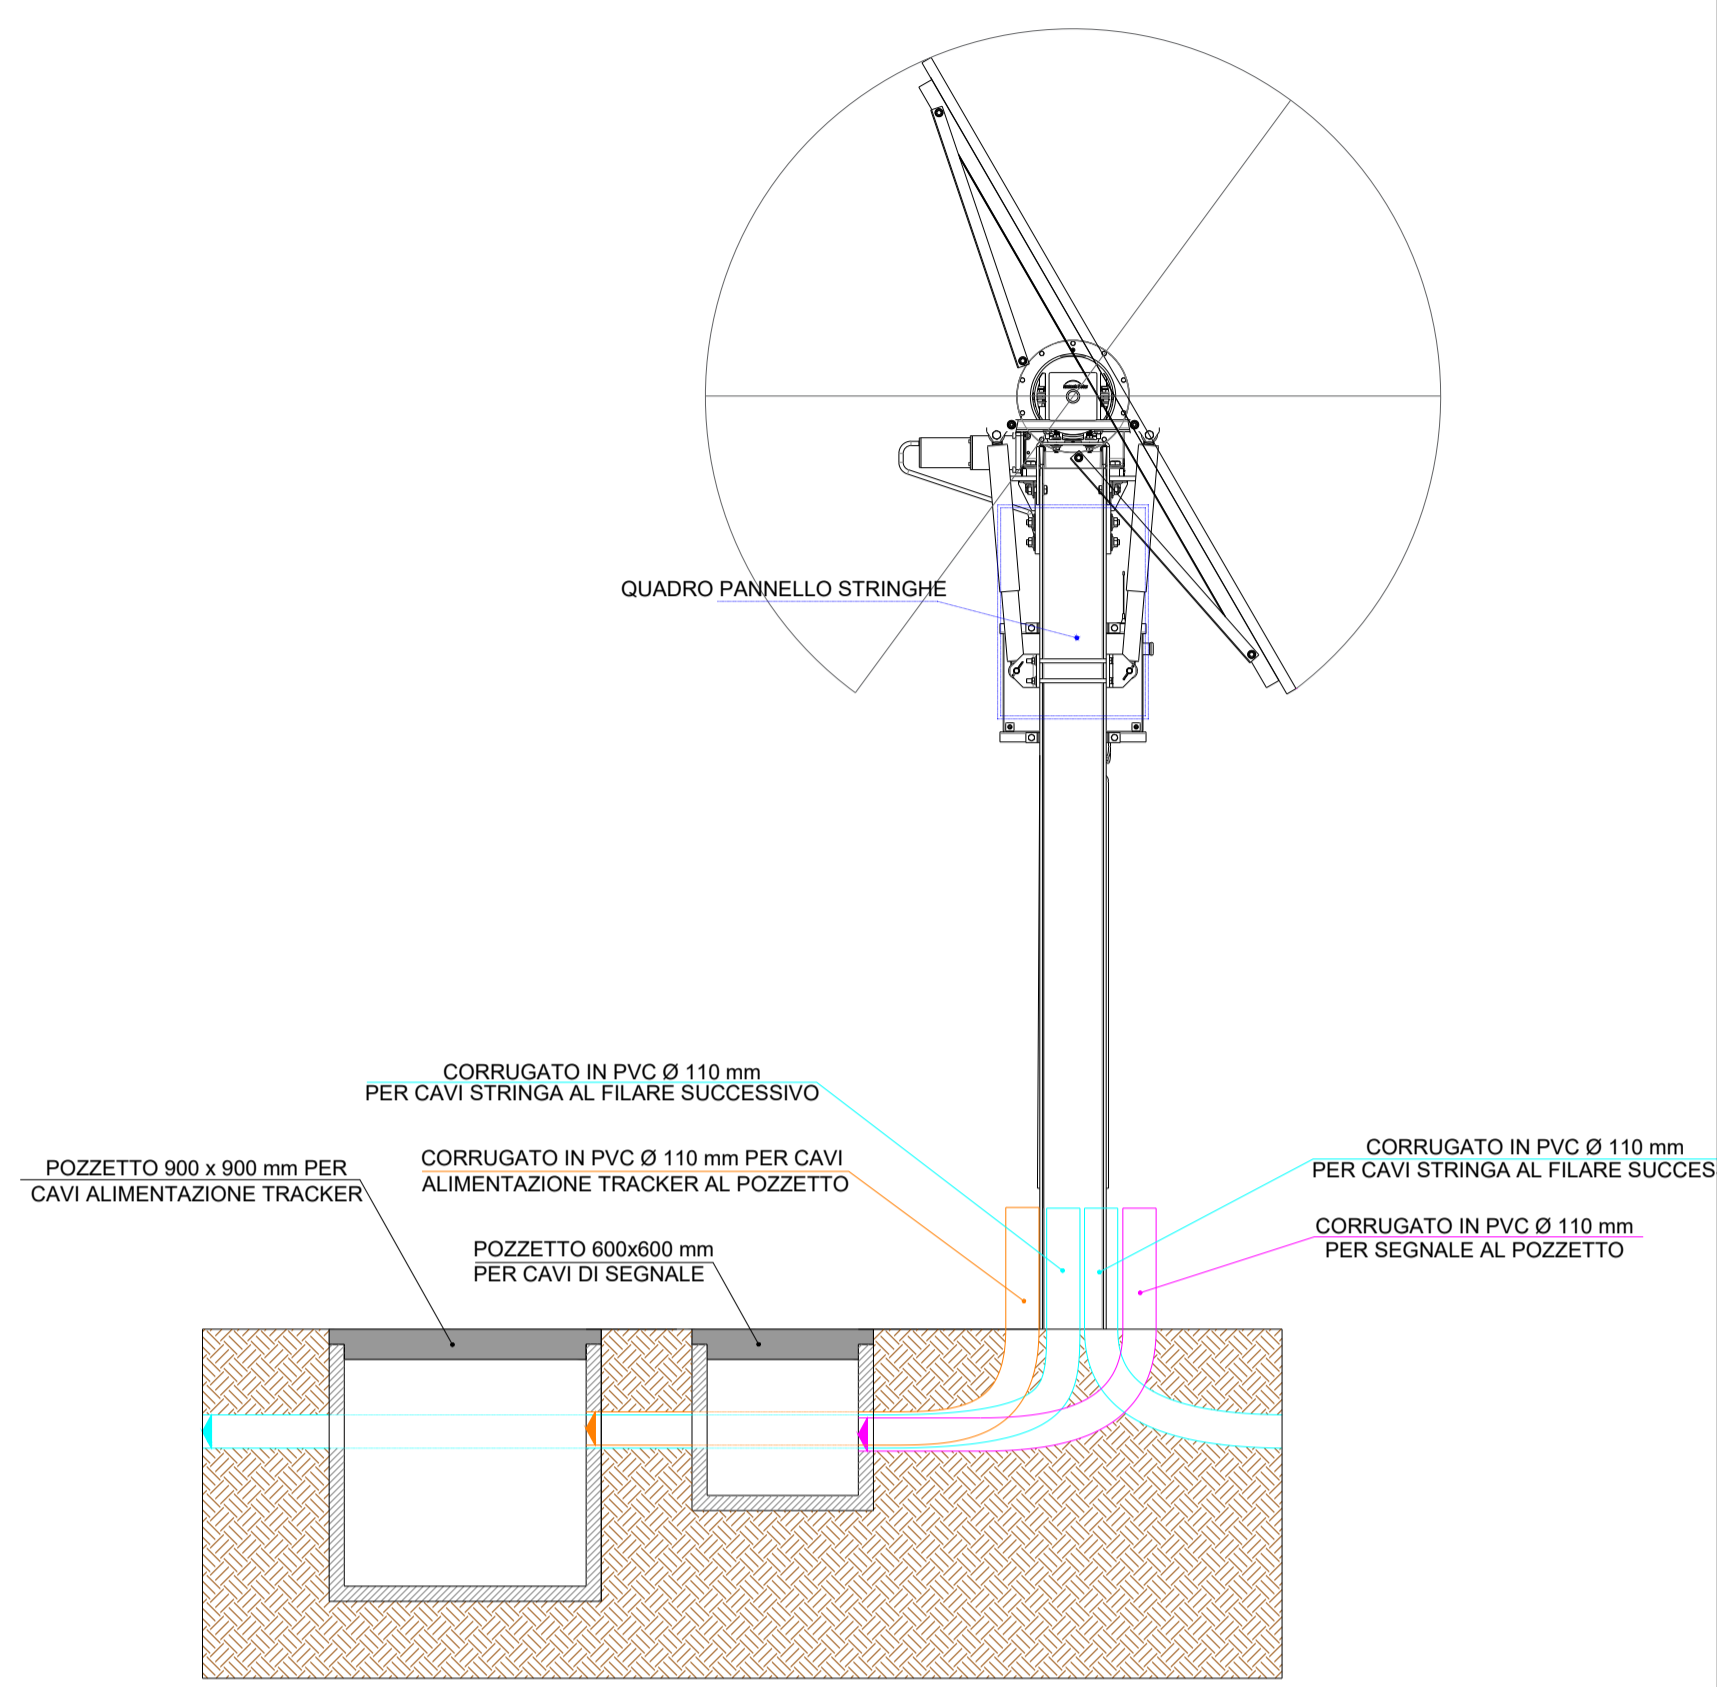 QUADRO PANNELLO STRINGHE
CORRUGATO IN PVC Ø 110 mm
PER CAVI STRINGA AL FILARE SUCCESSIVO
CORRUGATO IN PVC Ø 110 mm PER CAVI
ALIMENTAZIONE TRACKER AL POZZETTO
POZZETTO 900 x 900 mm PER
CAVI ALIMENTAZIONE TRACKER
POZZETTO 600x600 mm
PER CAVI DI SEGNALE
CORRUGATO IN PVC Ø 110 mm
PER CAVI STRINGA AL FILARE SUCCES
CORRUGATO IN PVC Ø 110 mm
PER SEGNALE AL POZZETTO